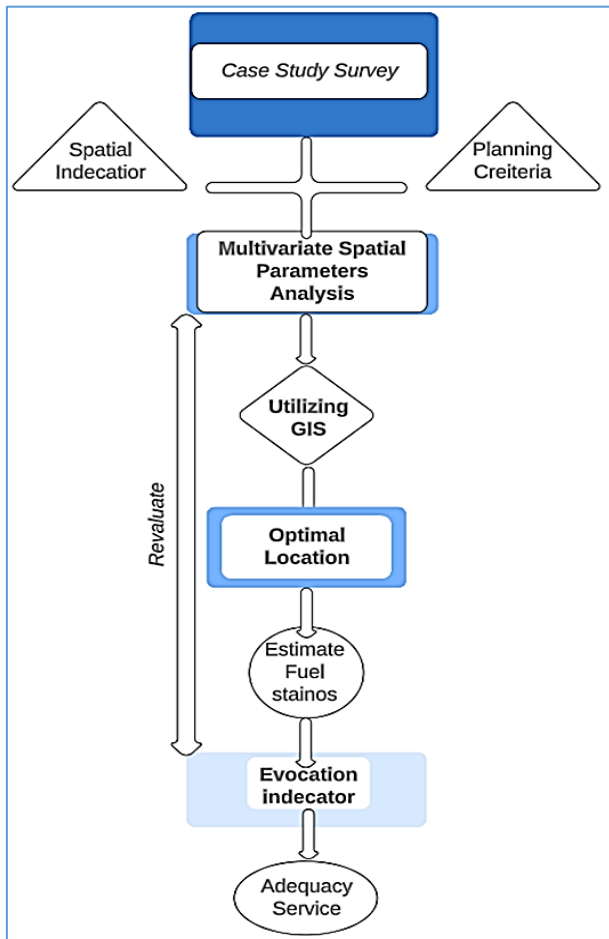 Case Study Survey
Spatial
Indecatior
Planning
Creiteria
Multivariate Spatial
Parameters
Analysis
Utilizing
GIS
Revaluate
Optimal
Location
Estimate
Fuel
stainos
Evocation
indecator
Adequacy
Service